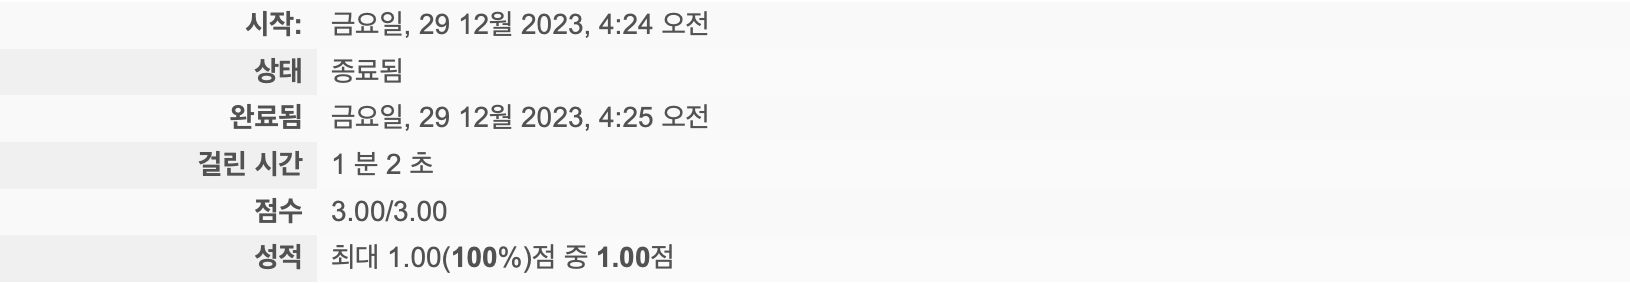 시작: 금요일, 29 12월 2023, 4:24 오전
상태 종료됨
완료됨 금요일, 29 12월 2023, 4:25 오전
걸린 시간 1 분 2 초
점수 3.00/3.00
성적 최대 1.00(100%)점 중 1.00점